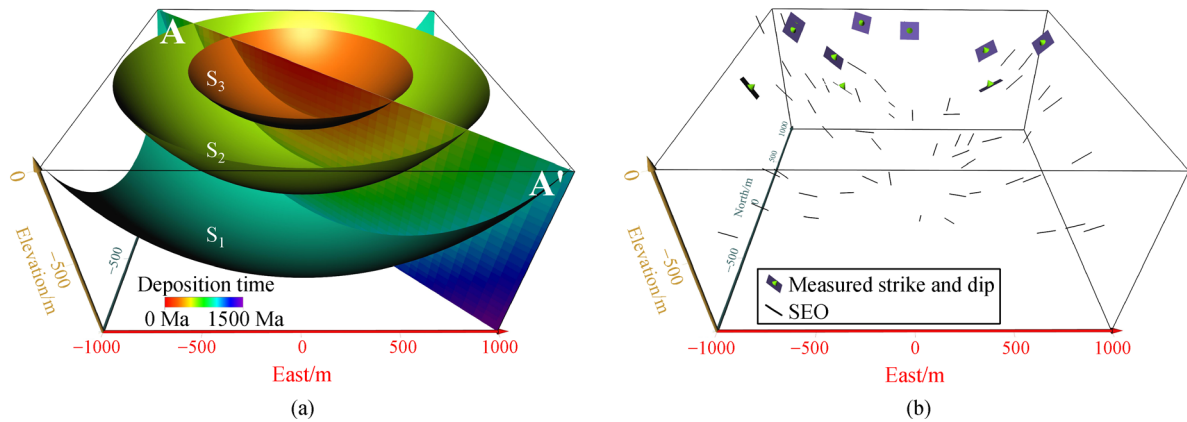 A
S₃
S₂
A'
S₁
0
−500
Elevation/m
−500
Deposition time
0 Ma 1500 Ma
−1000 −500 0 500 1000
East/m
(a)
1000
500
0
North/m
−500
0
−500
Elevation/m
Measured strike and dip
SEO
−1000 −500 0 500 1000
East/m
(b)